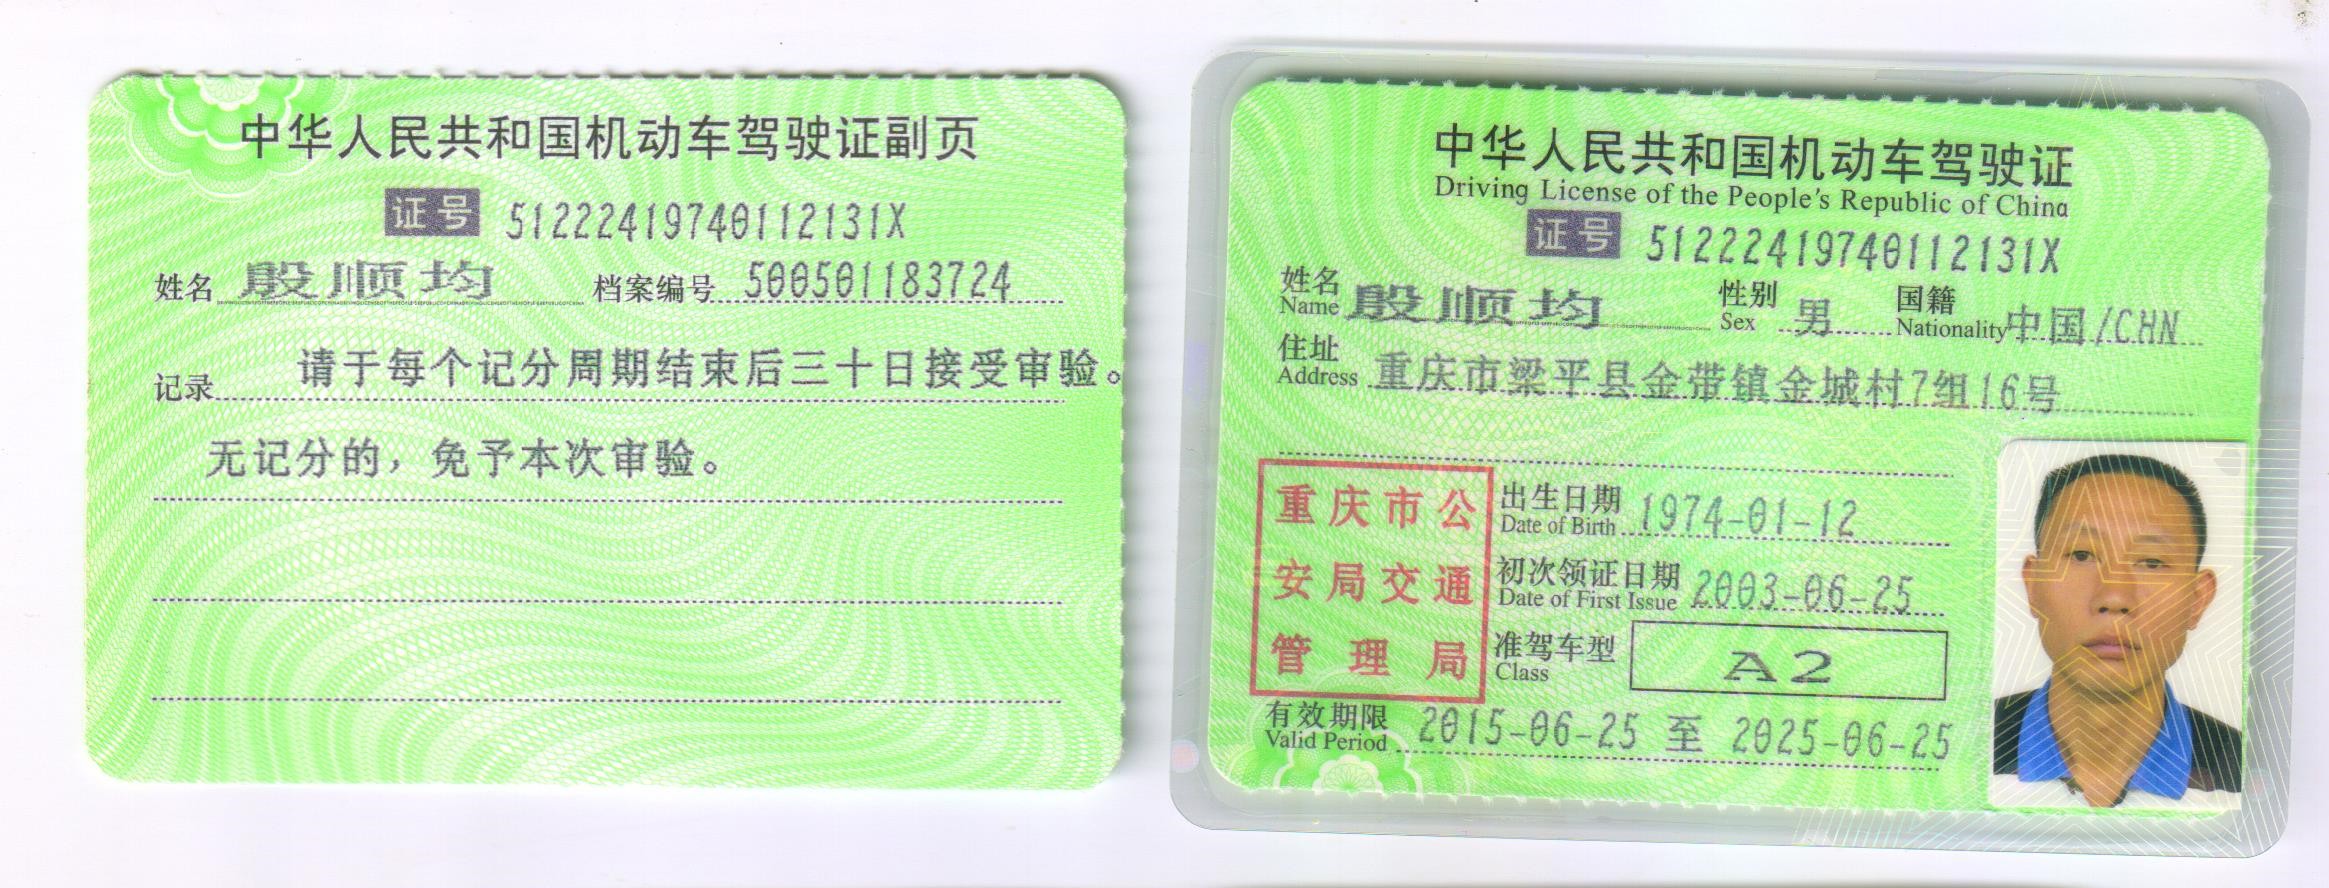 中华人民共和国机动车驾驶证副页
证号 51222419740112131X
姓名 殷顺均 档案编号 500501183724
记录 请于每个记分周期结束后三十日接受审验。
无记分的，免予本次审验。
中华人民共和国机动车驾驶证
Driving License of the People's Republic of China
证号 51222419740112131X
姓名 Name 殷顺均 性别 Sex 男 国籍 Nationality 中国/CHN
住址 Address 重庆市梁平县金带镇金城村7组16号
重庆市公
安局交通
管理局
出生日期 Date of Birth 1974-01-12
初次领证日期 Date of First Issue 2003-06-25
准驾车型 Class A2
有效期限 Valid Period 2015-06-25 至 2025-06-25